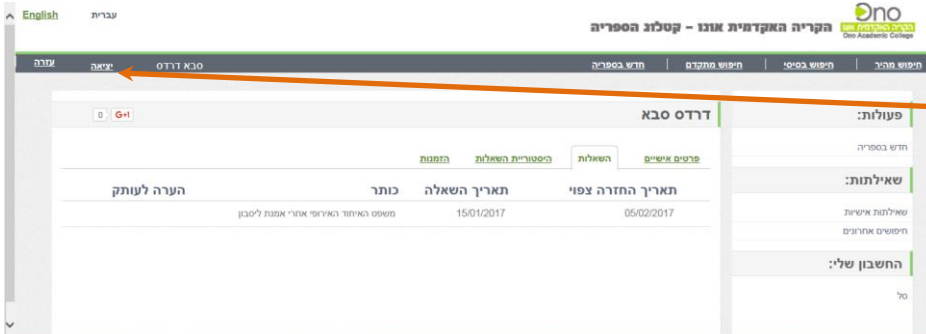 English עברית
Ono
הקריה האקדמית אונו
Ono Academic College
הקריה האקדמית אונו – קטלוג הספריה
חיפוש מהיר | חיפוש בסיסי | חיפוש מתקדם | חדש בספריה
סבא דרדס יציאה עזרה
פעולות:
חדש בספריה
שאילתות:
שאילתות אישיות
חיפושים אחרונים
החשבון שלי:
סל
דרדס סבא
G+1 0
פרטים אישיים השאלות היסטוריית השאלות הזמנות
תאריך החזרה צפוי תאריך השאלה כותר הערה לעותק
05/02/2017 15/01/2017 משפט האיחוד האירופי אחרי אמנת ליסבון